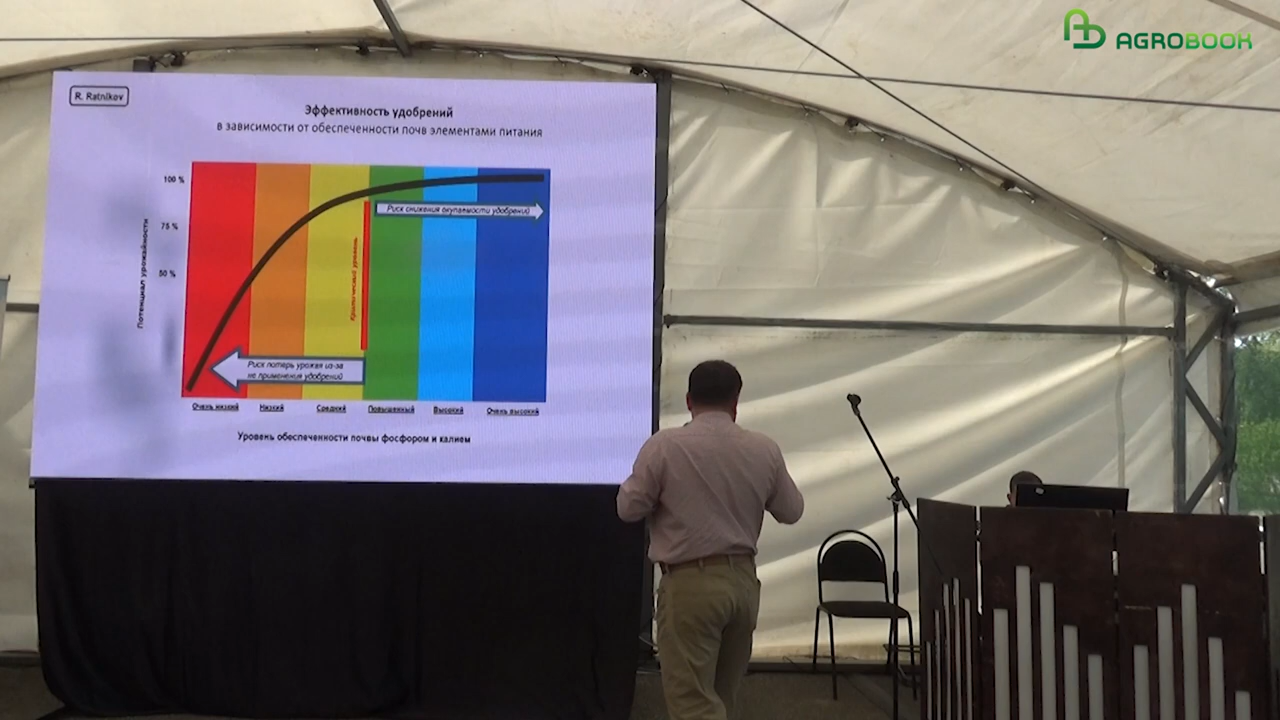 AGROBOOK
R. Ratnikov
Эффективность удобрений
в зависимости от обеспеченности почв элементами питания
100 %
75 %
50 %
Потенциал урожайности
Риск снижения окупаемости удобрений
Критический уровень
Риск потерь урожая из-за
не применения удобрений
Очень низкий Низкий Средний Повышенный Высокий Очень высокий
Уровень обеспеченности почвы фосфором и калием